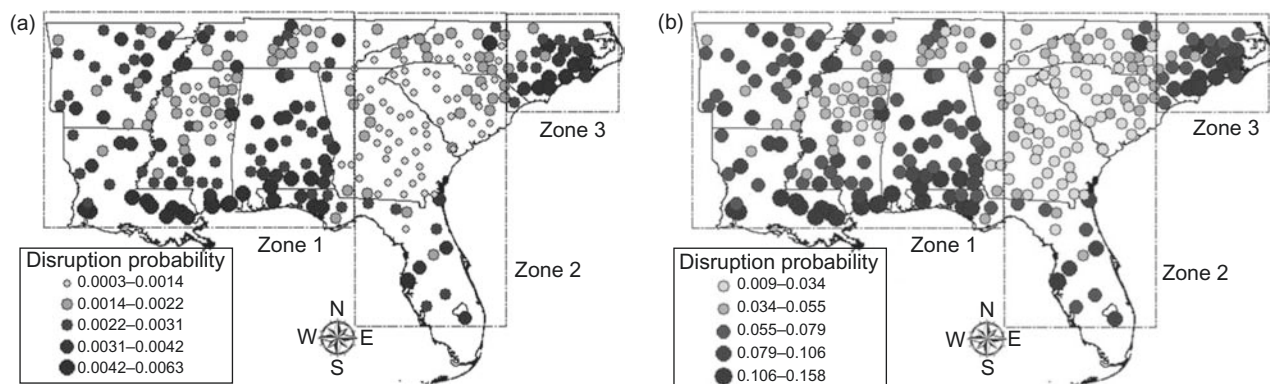 (a)
Zone 3
Zone 1
Zone 2
Disruption probability
0.0003–0.0014
0.0014–0.0022
0.0022–0.0031
0.0031–0.0042
0.0042–0.0063
N
W E
S
(b)
Zone 3
Zone 1
Zone 2
Disruption probability
0.009–0.034
0.034–0.055
0.055–0.079
0.079–0.106
0.106–0.158
N
W E
S